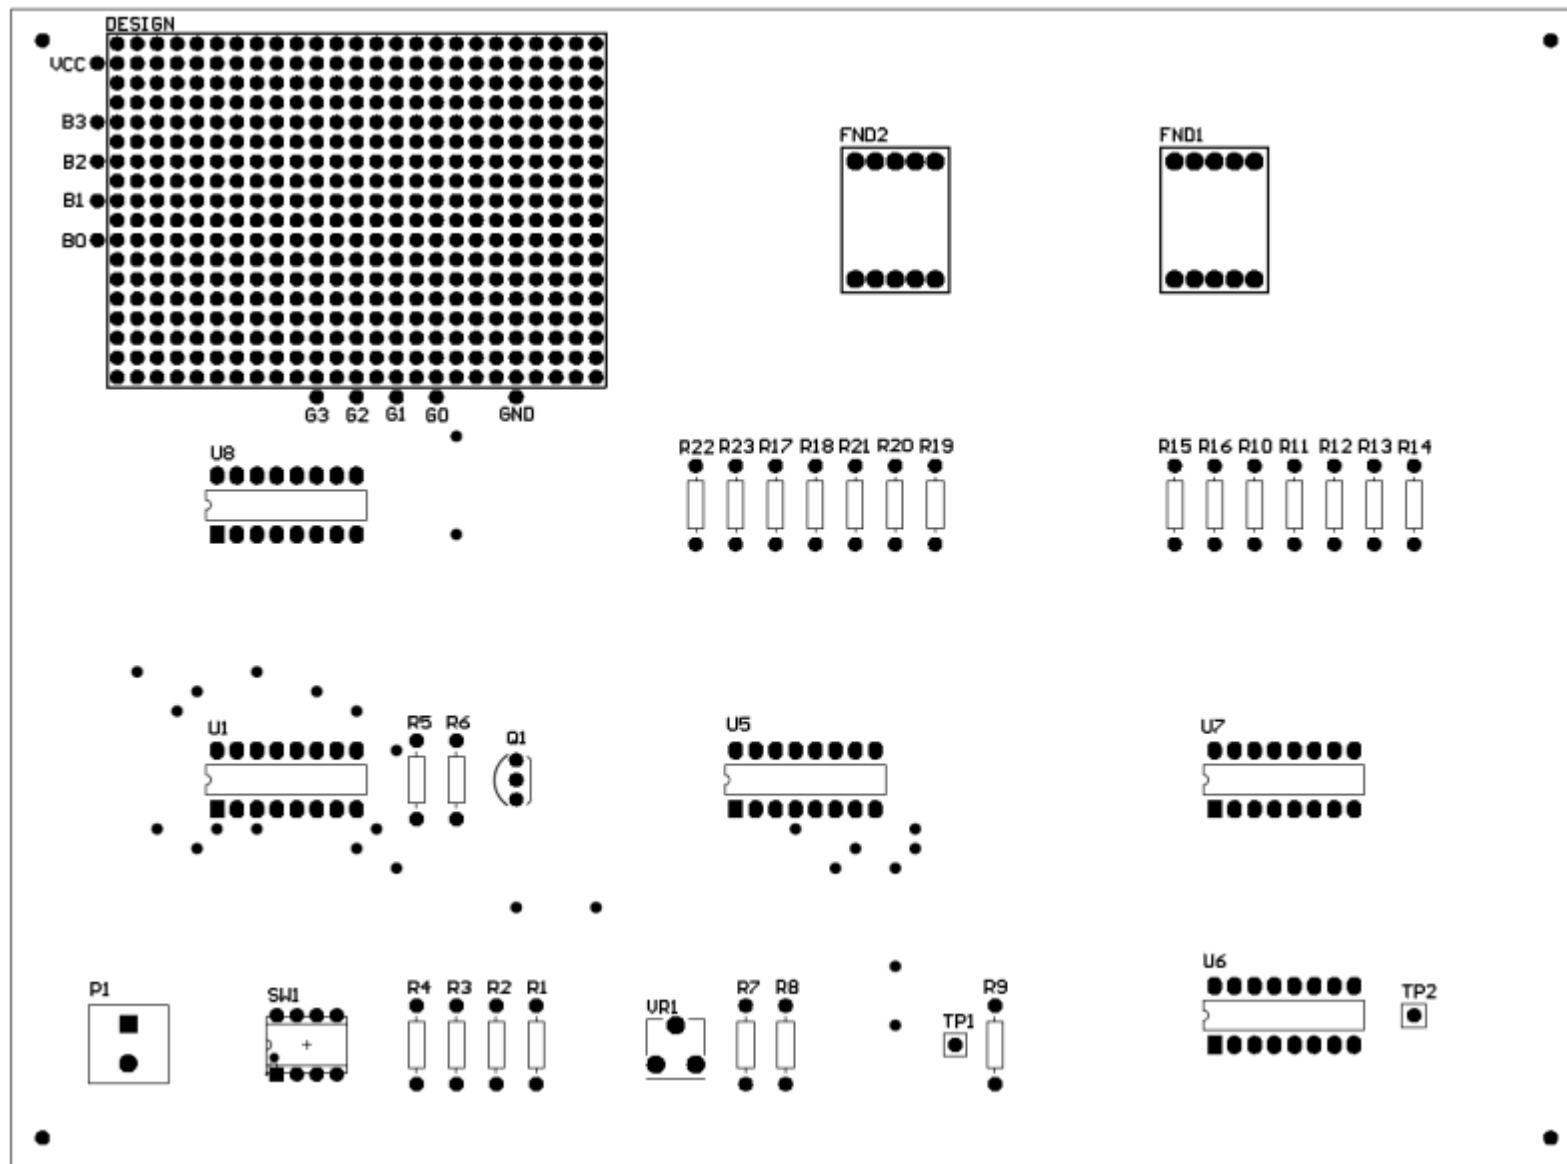 DESIGN
VCC
B3
B2
B1
B0
FND2
FND1
G3 G2 G1 G0 GND
U8
R22 R23 R17 R18 R21 R20 R19
R15 R16 R10 R11 R12 R13 R14
U1
R5 R6 Q1
U5
U7
P1
SW1
R4 R3 R2 R1
VR1
R7 R8
TP1
R9
U6
TP2